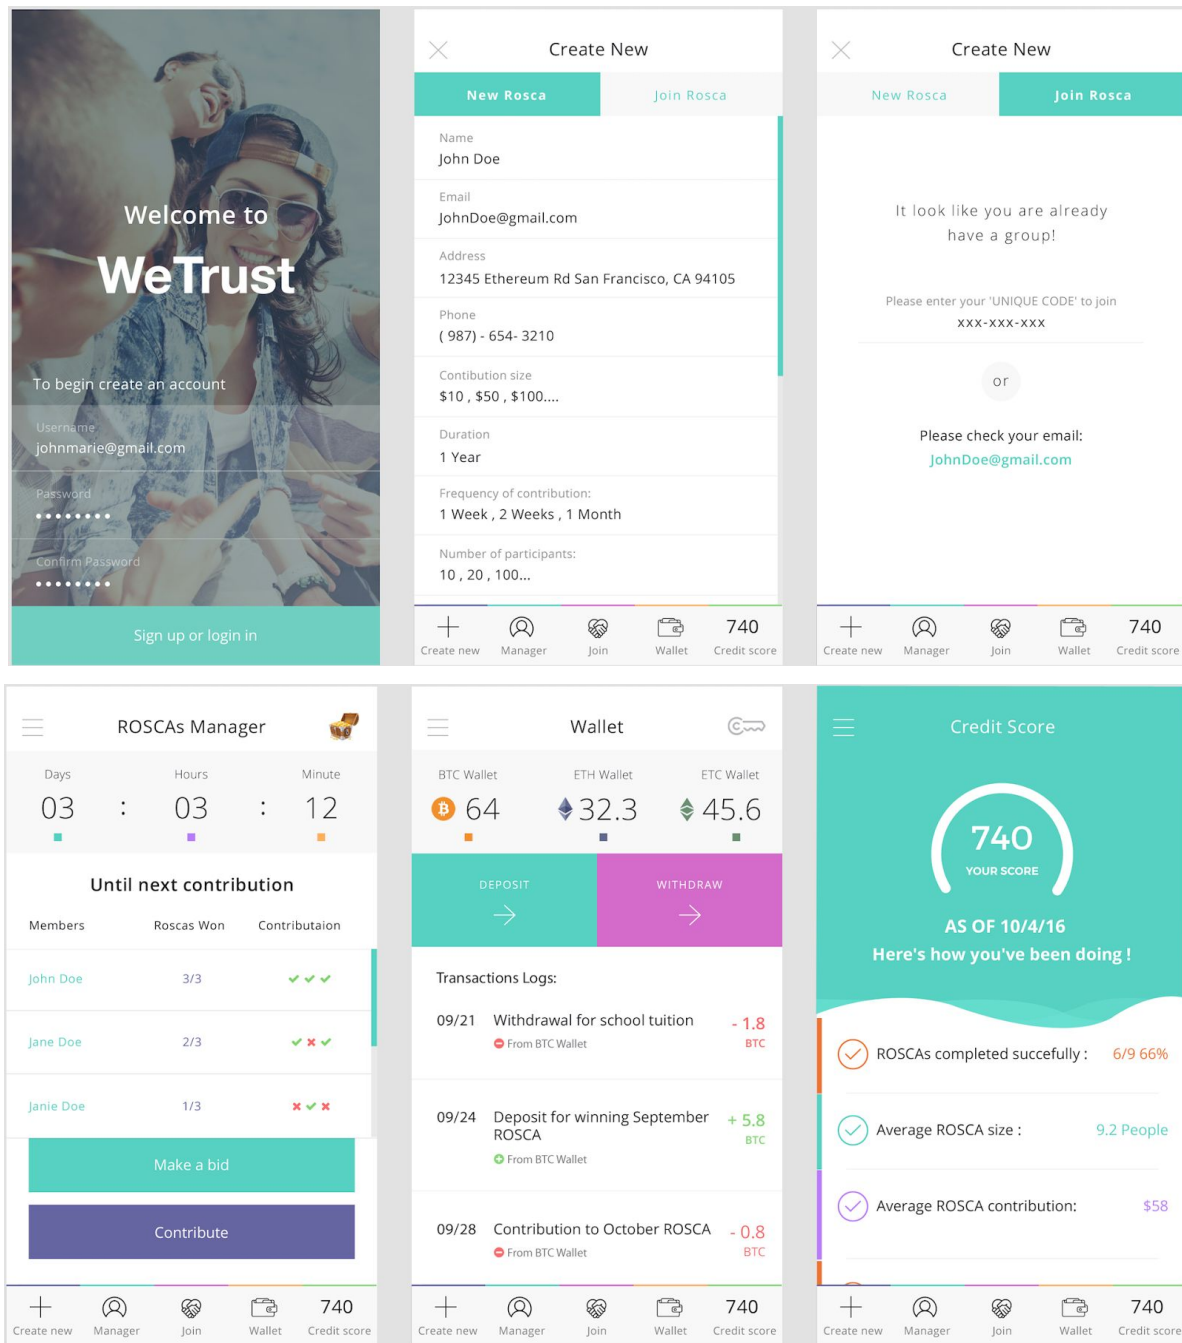 Welcome to
WeTrust
To begin create an account
Username
johnmarie@gmail.com
Password
Confirm Password
Sign up or login in
Create New
New Rosca Join Rosca
Name
John Doe
Email
JohnDoe@gmail.com
Address
12345 Ethereum Rd San Francisco, CA 94105
Phone
( 987) - 654- 3210
Contibution size
$10 , $50 , $100....
Duration
1 Year
Frequency of contribution:
1 Week , 2 Weeks , 1 Month
Number of participants:
10 , 20 , 100...
740
Create new Manager Join Wallet Credit score
Create New
New Rosca Join Rosca
It look like you are already
have a group!
Please enter your 'UNIQUE CODE' to join
xxx-xxx-xxx
or
Please check your email:
JohnDoe@gmail.com
740
Create new Manager Join Wallet Credit score
ROSCAs Manager
Days Hours Minute
03 : 03 : 12
Until next contribution
Members Roscas Won Contributaion
John Doe 3/3
Jane Doe 2/3
Janie Doe 1/3
Make a bid
Contribute
740
Create new Manager Join Wallet Credit score
Wallet
BTC Wallet ETH Wallet ETC Wallet
64 32.3 45.6
DEPOSIT WITHDRAW
Transactions Logs:
09/21 Withdrawal for school tuition - 1.8
From BTC Wallet BTC
09/24 Deposit for winning September + 5.8
ROSCA BTC
From BTC Wallet
09/28 Contribution to October ROSCA - 0.8
From BTC Wallet BTC
740
Create new Manager Join Wallet Credit score
Credit Score
740
YOUR SCORE
AS OF 10/4/16
Here's how you've been doing !
ROSCAs completed succefully : 6/9 66%
Average ROSCA size : 9.2 People
Average ROSCA contribution: $58
740
Create new Manager Join Wallet Credit score